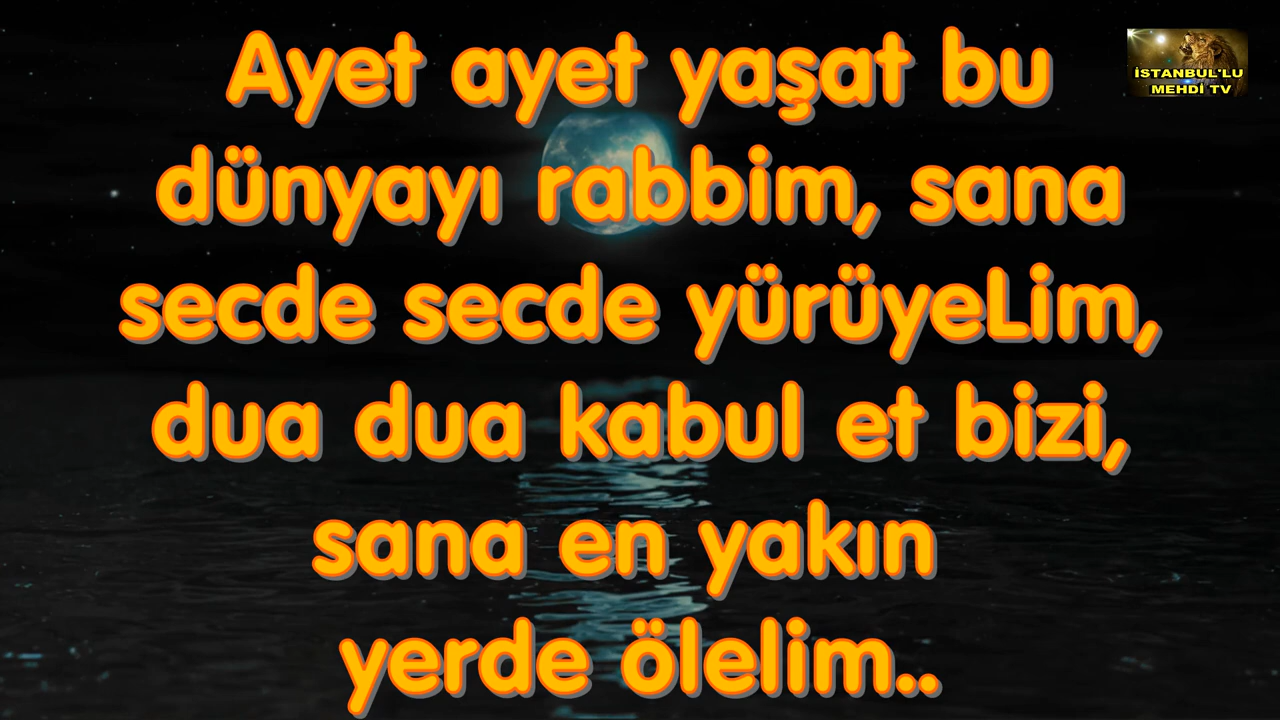 Ayet ayet yaşat bu
dünyayı rabbim, sana
secde secde yürüyeLim,
dua dua kabul et bizi,
sana en yakın
yerde ölelim..
İSTANBUL'LU
MEHDİ TV